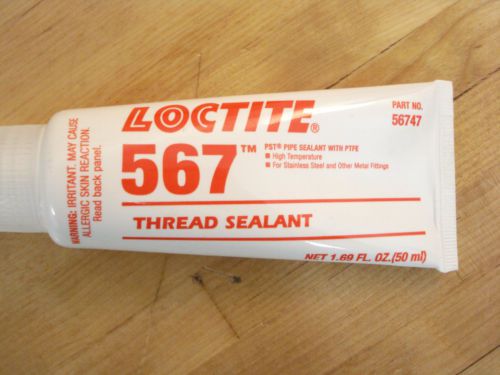 LOCTITE®
567™
PST® PIPE SEALANT WITH PTFE
■ High Temperature
■ For Stainless Steel and Other Metal Fittings
THREAD SEALANT
PART NO.
56747
NET 1.69 FL. OZ.(50 ml)
WARNING: IRRITANT. MAY CAUSE
ALLERGIC SKIN REACTION.
Read back panel.